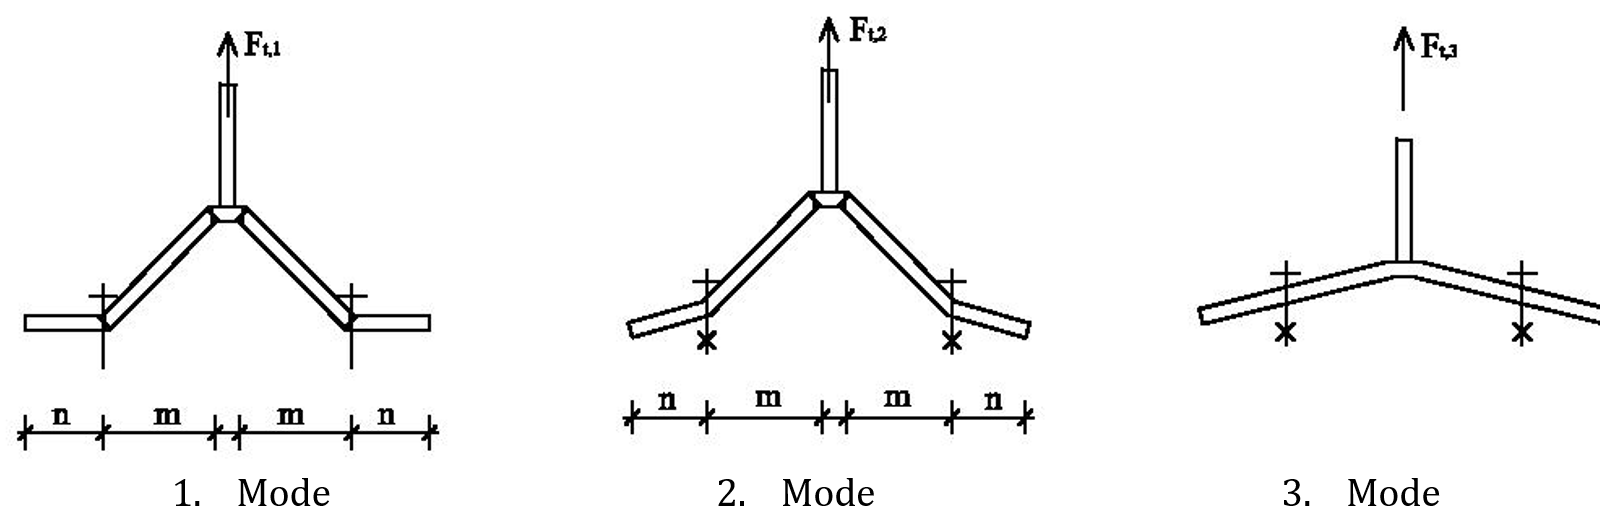 Ft,1
Ft,2
Ft,3
n m m n
n m m n
1. Mode
2. Mode
3. Mode